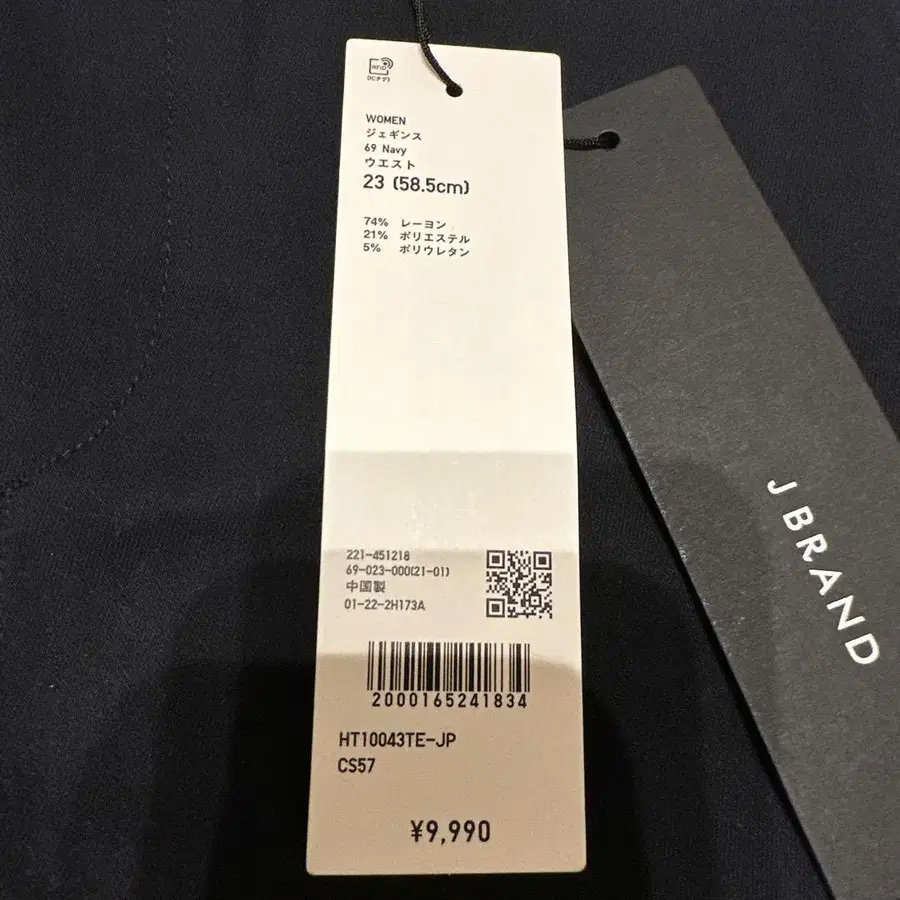 RFID
(ICタグ)
WOMEN
ジェギンス
69 Navy
ウエスト
23 (58.5cm)
74% レーヨン
21% ポリエステル
5% ポリウレタン
221-451218
69-023-000(21-01)
中国製
01-22-2H173A
2000165241834
HT10043TE-JP
CS57
¥9,990
J BRAND